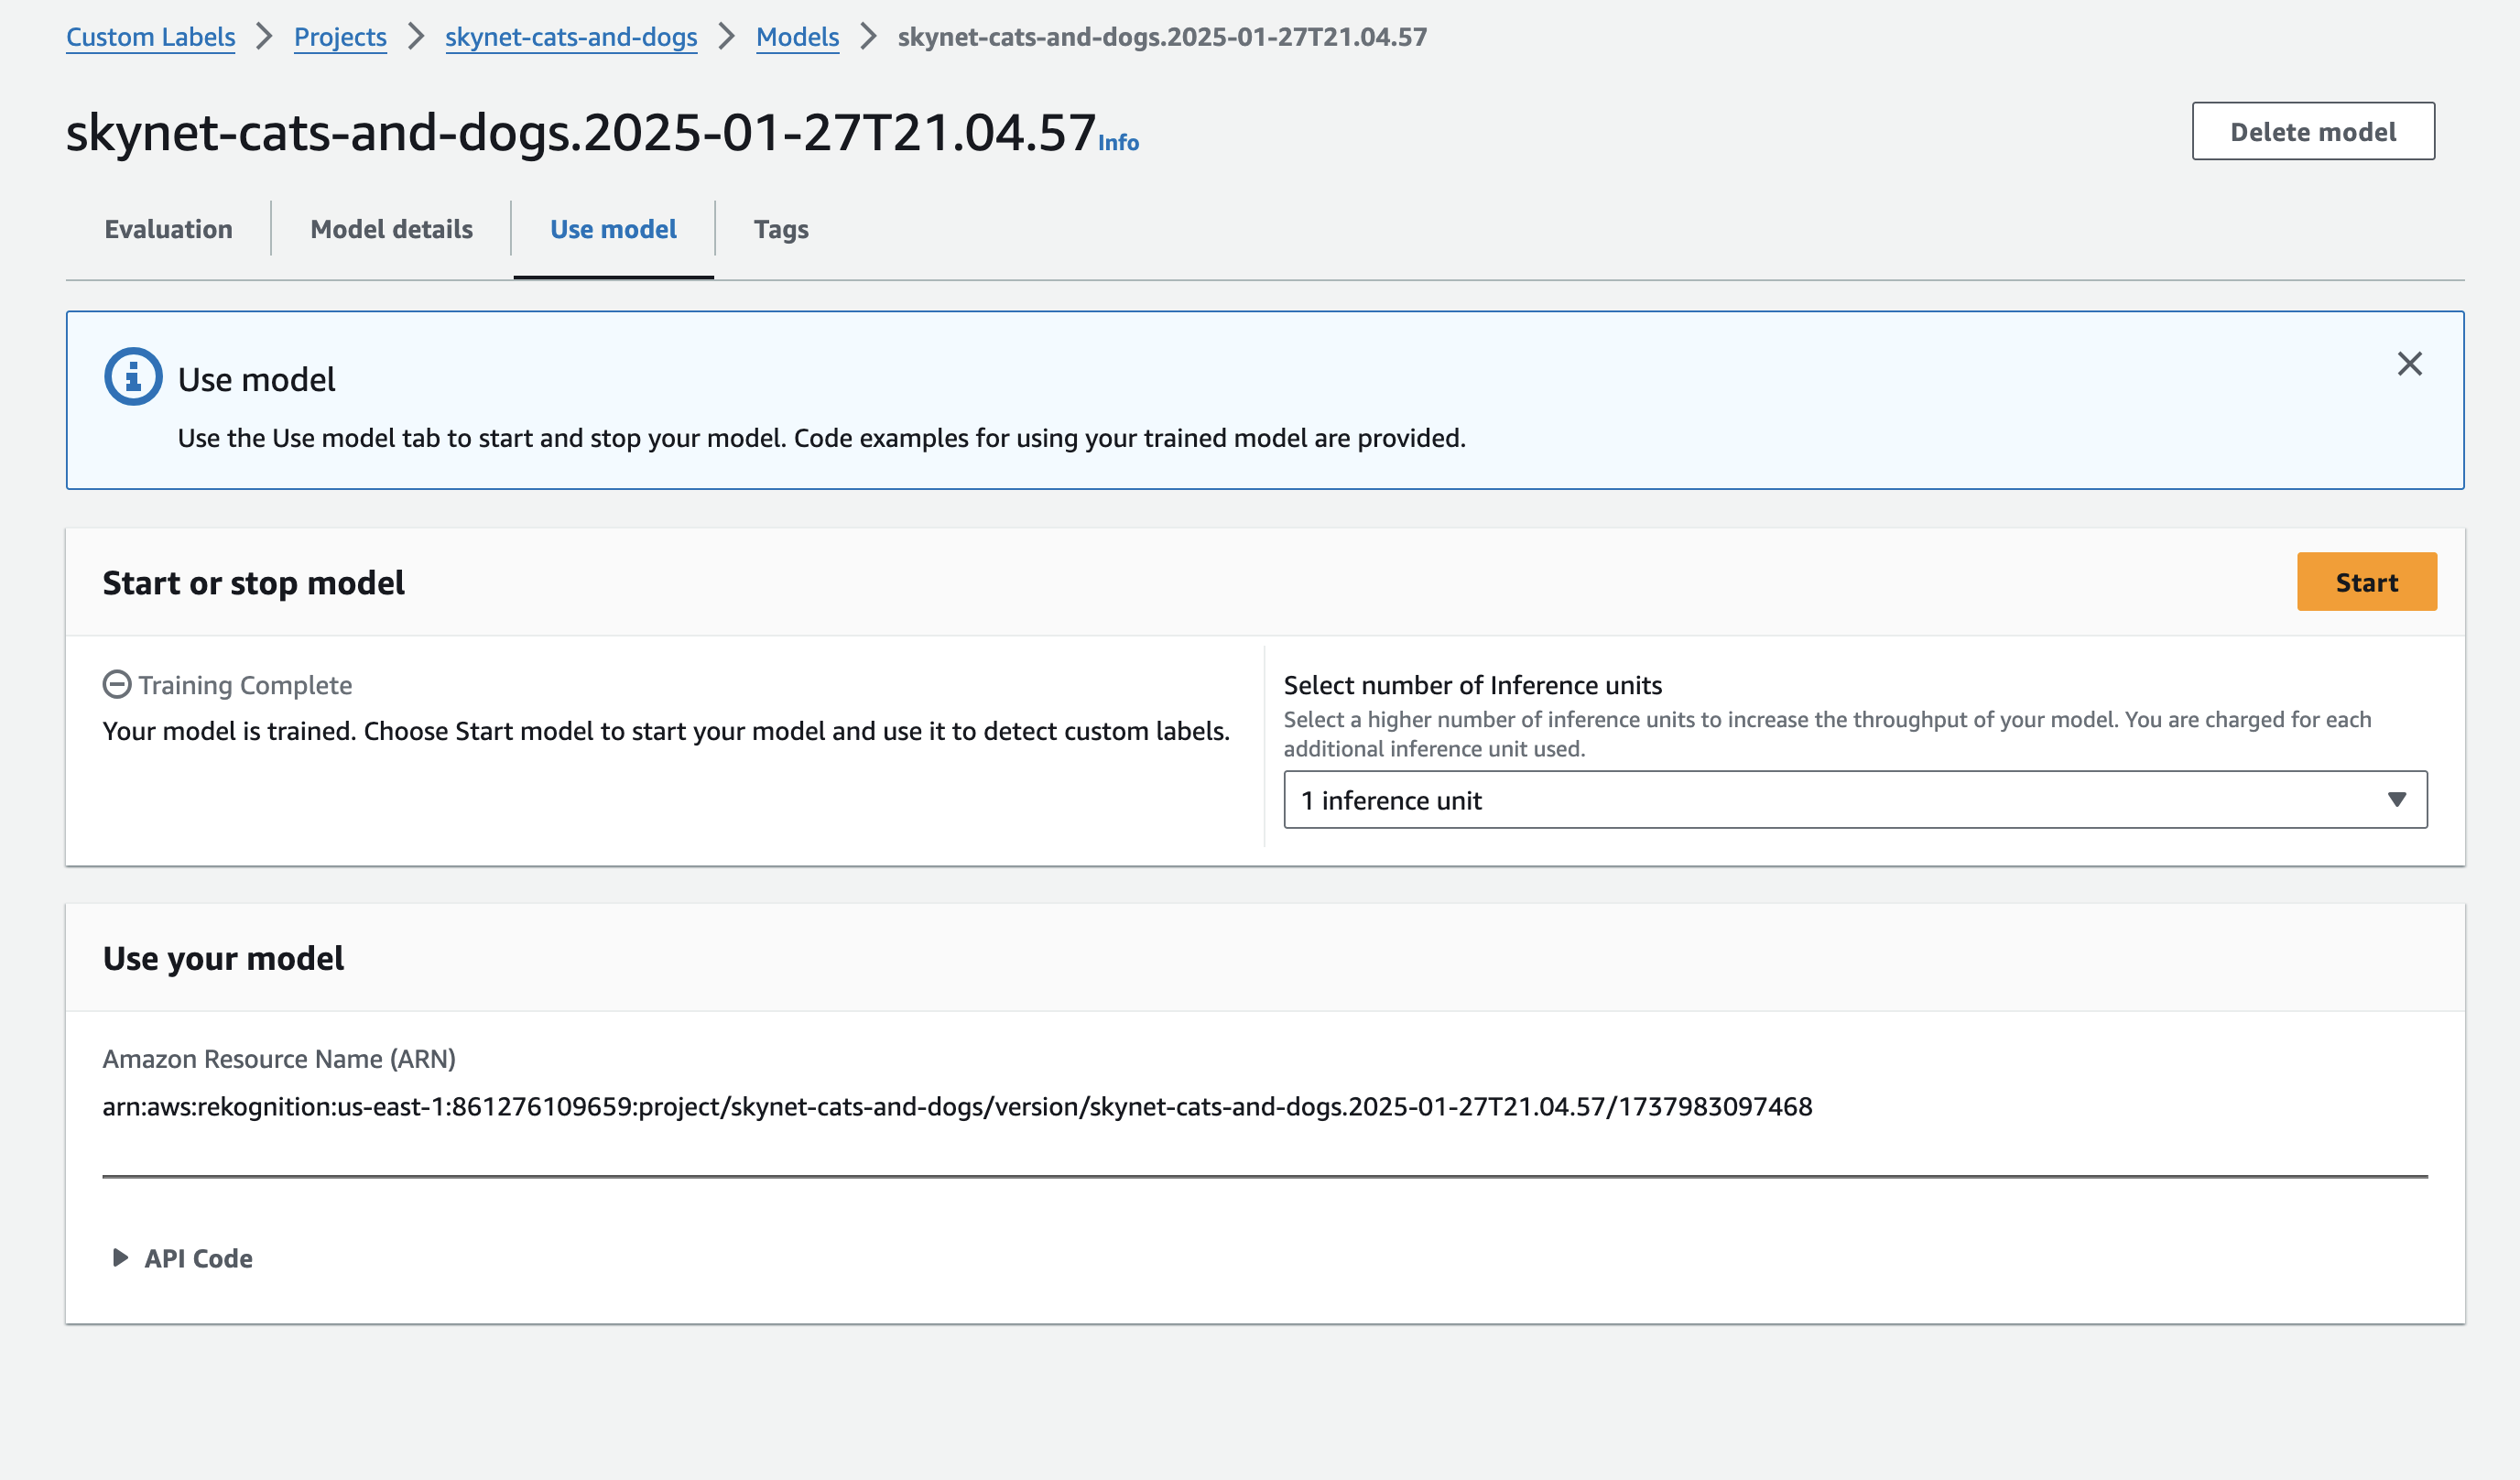 Custom Labels > Projects > skynet-cats-and-dogs > Models > skynet-cats-and-dogs.2025-01-27T21.04.57
skynet-cats-and-dogs.2025-01-27T21.04.57 Info
Delete model
Evaluation
Model details
Use model
Tags
Use model
Use the Use model tab to start and stop your model. Code examples for using your trained model are provided.
Start or stop model
Start
Training Complete
Your model is trained. Choose Start model to start your model and use it to detect custom labels.
Select number of Inference units
Select a higher number of inference units to increase the throughput of your model. You are charged for each
additional inference unit used.
1 inference unit
Use your model
Amazon Resource Name (ARN)
arn:aws:rekognition:us-east-1:861276109659:project/skynet-cats-and-dogs/version/skynet-cats-and-dogs.2025-01-27T21.04.57/1737983097468
API Code